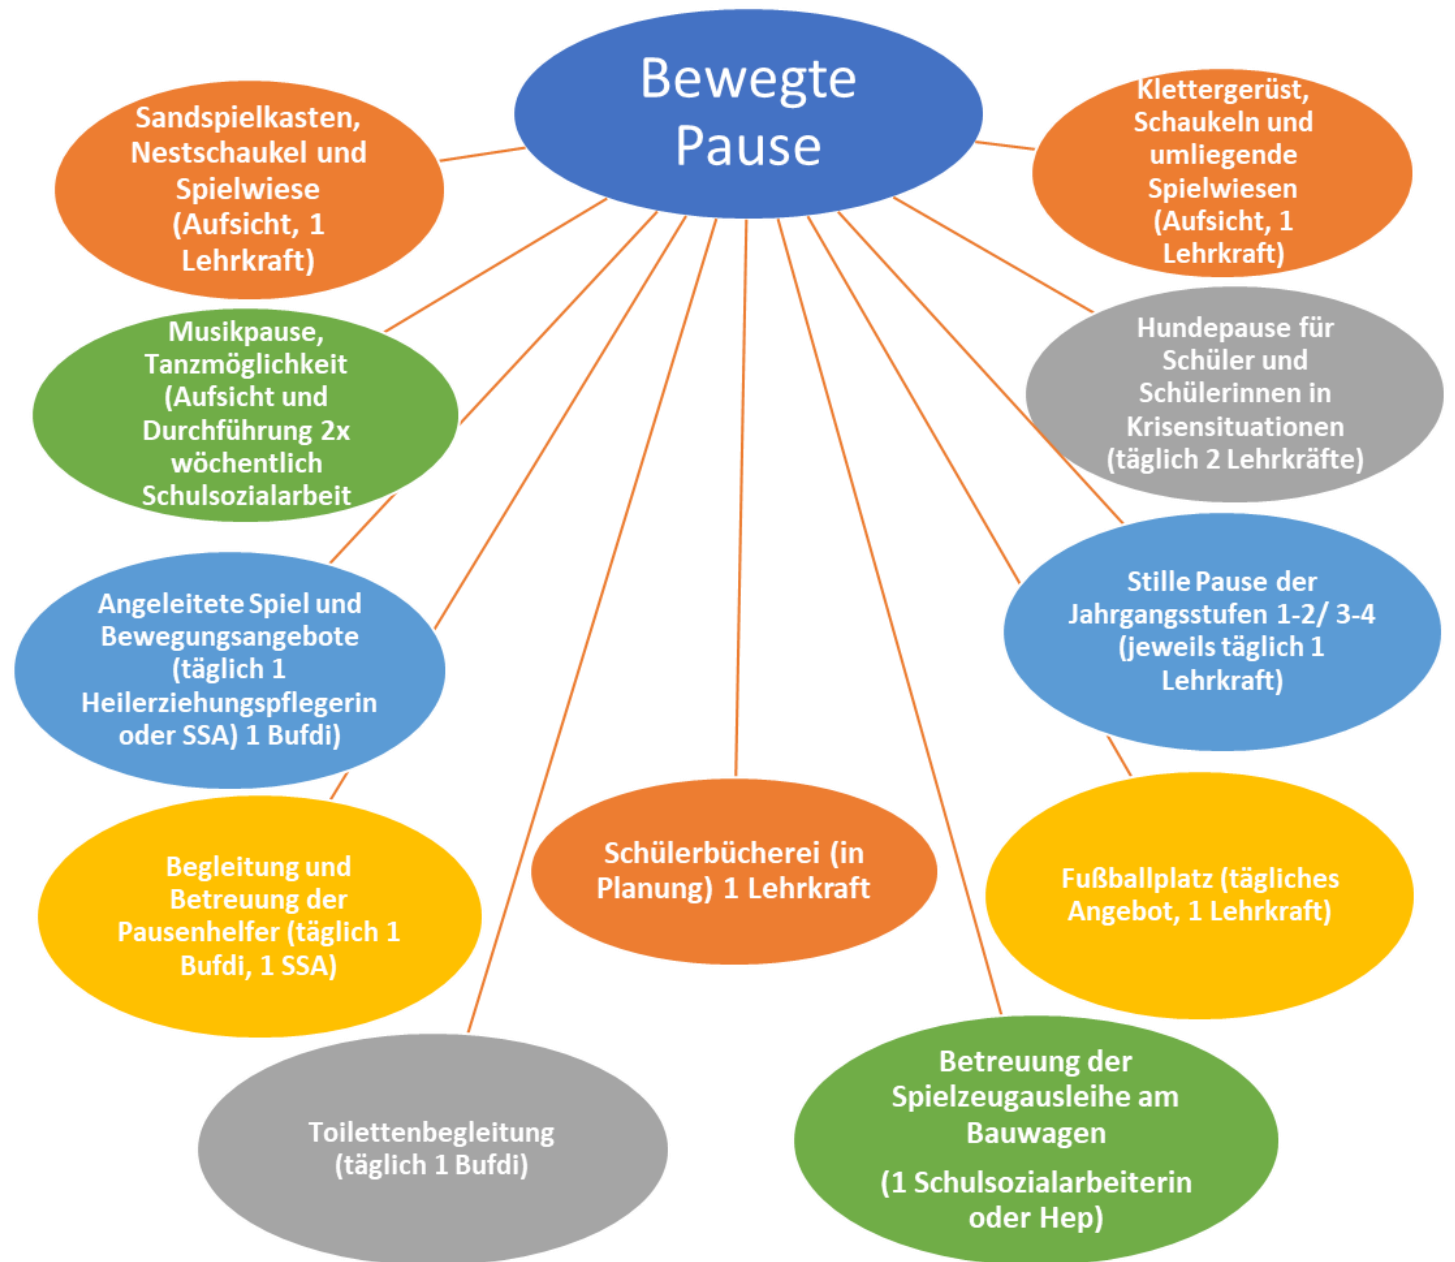 Bewegte
Pause
Sandspielkasten,
Nestschaukel und
Spielwiese
(Aufsicht, 1
Lehrkraft)
Klettergerüst,
Schaukeln und
umliegende
Spielwiesen
(Aufsicht, 1
Lehrkraft)
Musikpause,
Tanzmöglichkeit
(Aufsicht und
Durchführung 2x
wöchentlich
Schulsozialarbeit
Hundepause für
Schüler und
Schülerinnen in
Krisensituationen
(täglich 2 Lehrkräfte)
Angeleitete Spiel und
Bewegungsangebote
(täglich 1
Heilerziehungspflegerin
oder SSA) 1 Bufdi)
Stille Pause der
Jahrgangsstufen 1-2/ 3-4
(jeweils täglich 1
Lehrkraft)
Begleitung und
Betreuung der
Pausenhelfer (täglich 1
Bufdi, 1 SSA)
Schülerbücherei (in
Planung) 1 Lehrkraft
Fußballplatz (tägliches
Angebot, 1 Lehrkraft)
Toilettenbegleitung
(täglich 1 Bufdi)
Betreuung der
Spielzeugausleihe am
Bauwagen
(1 Schulsozialarbeiterin
oder Hep)